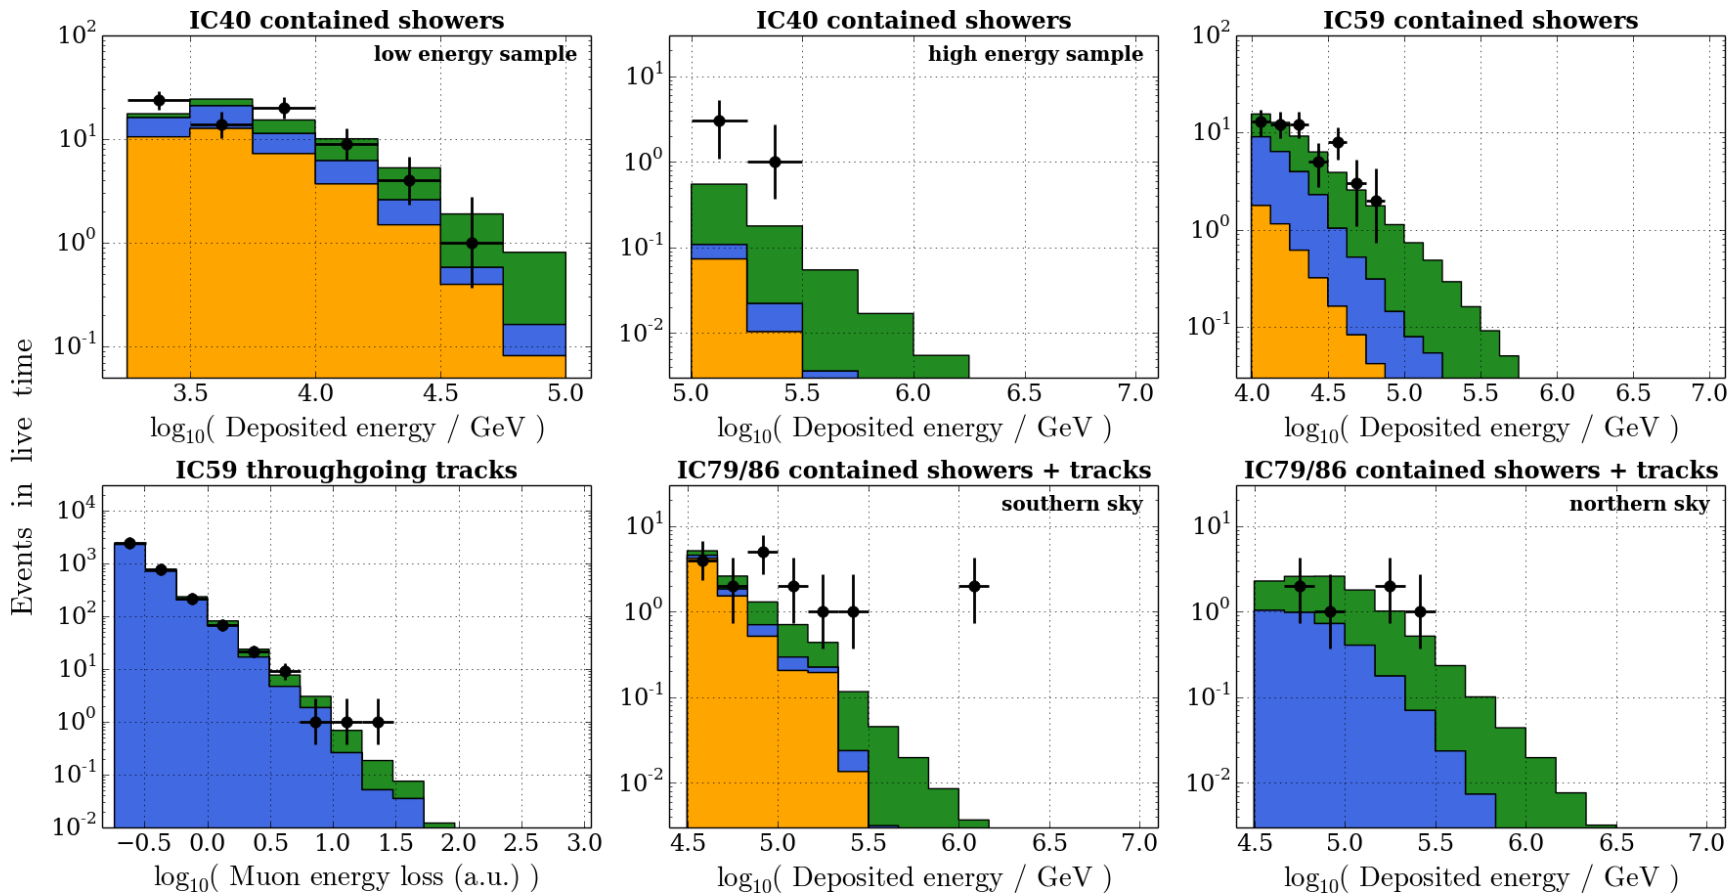 IC40 contained showers
low energy sample
10^2
10^1
10^0
10^-1
3.5 4.0 4.5 5.0
log10( Deposited energy / GeV )
IC40 contained showers
high energy sample
10^1
10^0
10^-1
10^-2
5.0 5.5 6.0 6.5 7.0
log10( Deposited energy / GeV )
IC59 contained showers
10^2
10^1
10^0
10^-1
4.0 4.5 5.0 5.5 6.0 6.5 7.0
log10( Deposited energy / GeV )
Events in live time
IC59 throughgoing tracks
10^4
10^3
10^2
10^1
10^0
10^-1
10^-2
−0.5 0.0 0.5 1.0 1.5 2.0 2.5 3.0
log10( Muon energy loss (a.u.) )
IC79/86 contained showers + tracks
southern sky
10^1
10^0
10^-1
10^-2
4.5 5.0 5.5 6.0 6.5 7.0
log10( Deposited energy / GeV )
IC79/86 contained showers + tracks
northern sky
10^1
10^0
10^-1
10^-2
4.5 5.0 5.5 6.0 6.5 7.0
log10( Deposited energy / GeV )